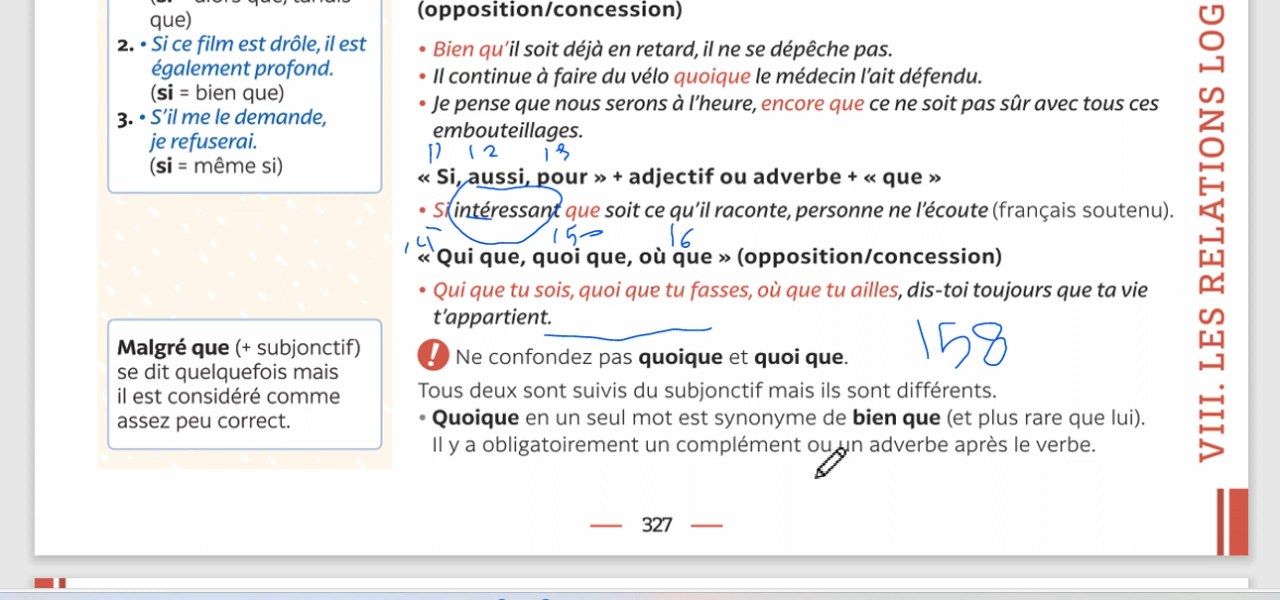 que)
2. • Si ce film est drôle, il est
également profond.
(si = bien que)
3. • S'il me le demande,
je refuserai.
(si = même si)
Malgré que (+ subjonctif)
se dit quelquefois mais
il est considéré comme
assez peu correct.
(opposition/concession)
• Bien qu'il soit déjà en retard, il ne se dépêche pas.
• Il continue à faire du vélo quoique le médecin l'ait défendu.
• Je pense que nous serons à l'heure, encore que ce ne soit pas sûr avec tous ces
embouteillages.
11 12 13
« Si, aussi, pour » + adjectif ou adverbe + « que »
• Si intéressant que soit ce qu'il raconte, personne ne l'écoute (français soutenu).
14 15 16
« Qui que, quoi que, où que » (opposition/concession)
• Qui que tu sois, quoi que tu fasses, où que tu ailles, dis-toi toujours que ta vie
t'appartient.
158
! Ne confondez pas quoique et quoi que.
Tous deux sont suivis du subjonctif mais ils sont différents.
• Quoique en un seul mot est synonyme de bien que (et plus rare que lui).
Il y a obligatoirement un complément ou un adverbe après le verbe.
327
VIII. LES RELATIONS LOG